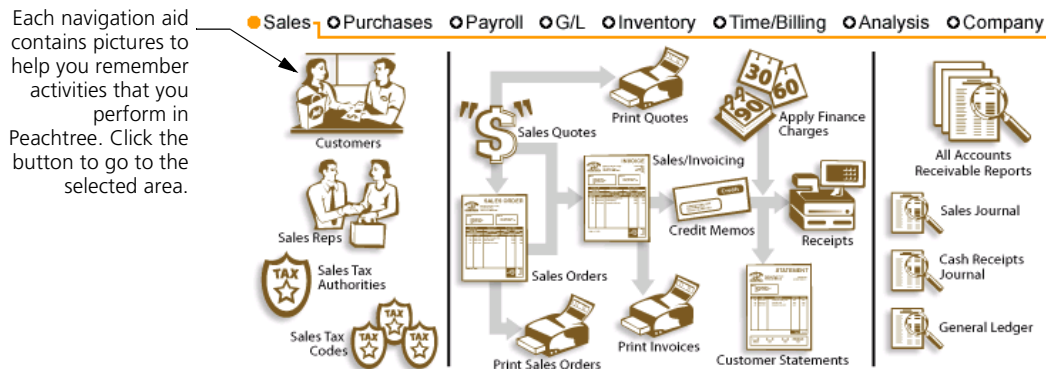 Each navigation aid
contains pictures to
help you remember
activities that you
perform in
Peachtree. Click the
button to go to the
selected area.
Sales Purchases Payroll G/L Inventory Time/Billing Analysis Company
Customers
Sales Reps
TAX
Sales Tax
Authorities
Sales Tax
Codes
TAX
TAX
TAX
"$"
Sales Quotes
Print Quotes
30
60
90
Apply Finance
Charges
Sales/Invoicing
INVOICE
Credit
Credit Memos
Receipts
SALES ORDER
Sales Orders
Print Sales Orders
Print Invoices
STATEMENT
Customer Statements
All Accounts
Receivable Reports
Sales Journal
Cash Receipts
Journal
General Ledger